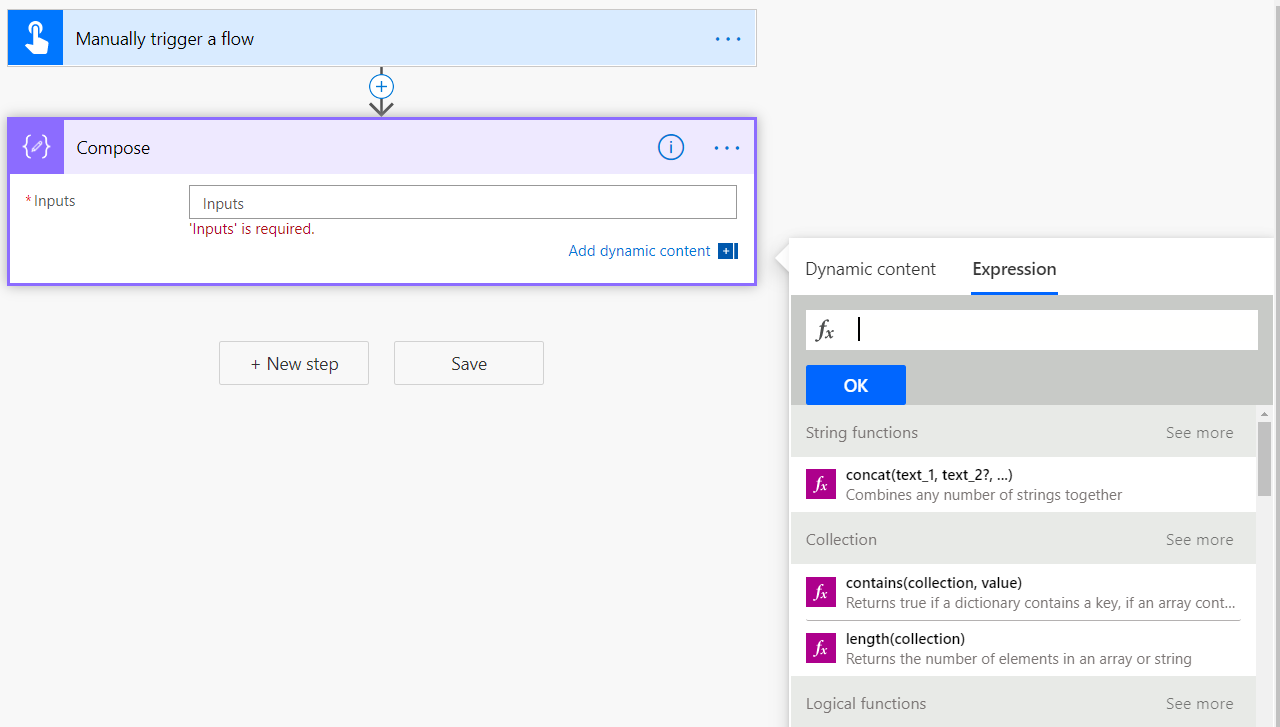 Manually trigger a flow
Compose
* Inputs
Inputs
'Inputs' is required.
Add dynamic content
+ New step
Save
Dynamic content
Expression
fx
OK
String functions
See more
fx
concat(text_1, text_2?, ...)
Combines any number of strings together
Collection
See more
fx
contains(collection, value)
Returns true if a dictionary contains a key, if an array cont...
fx
length(collection)
Returns the number of elements in an array or string
Logical functions
See more